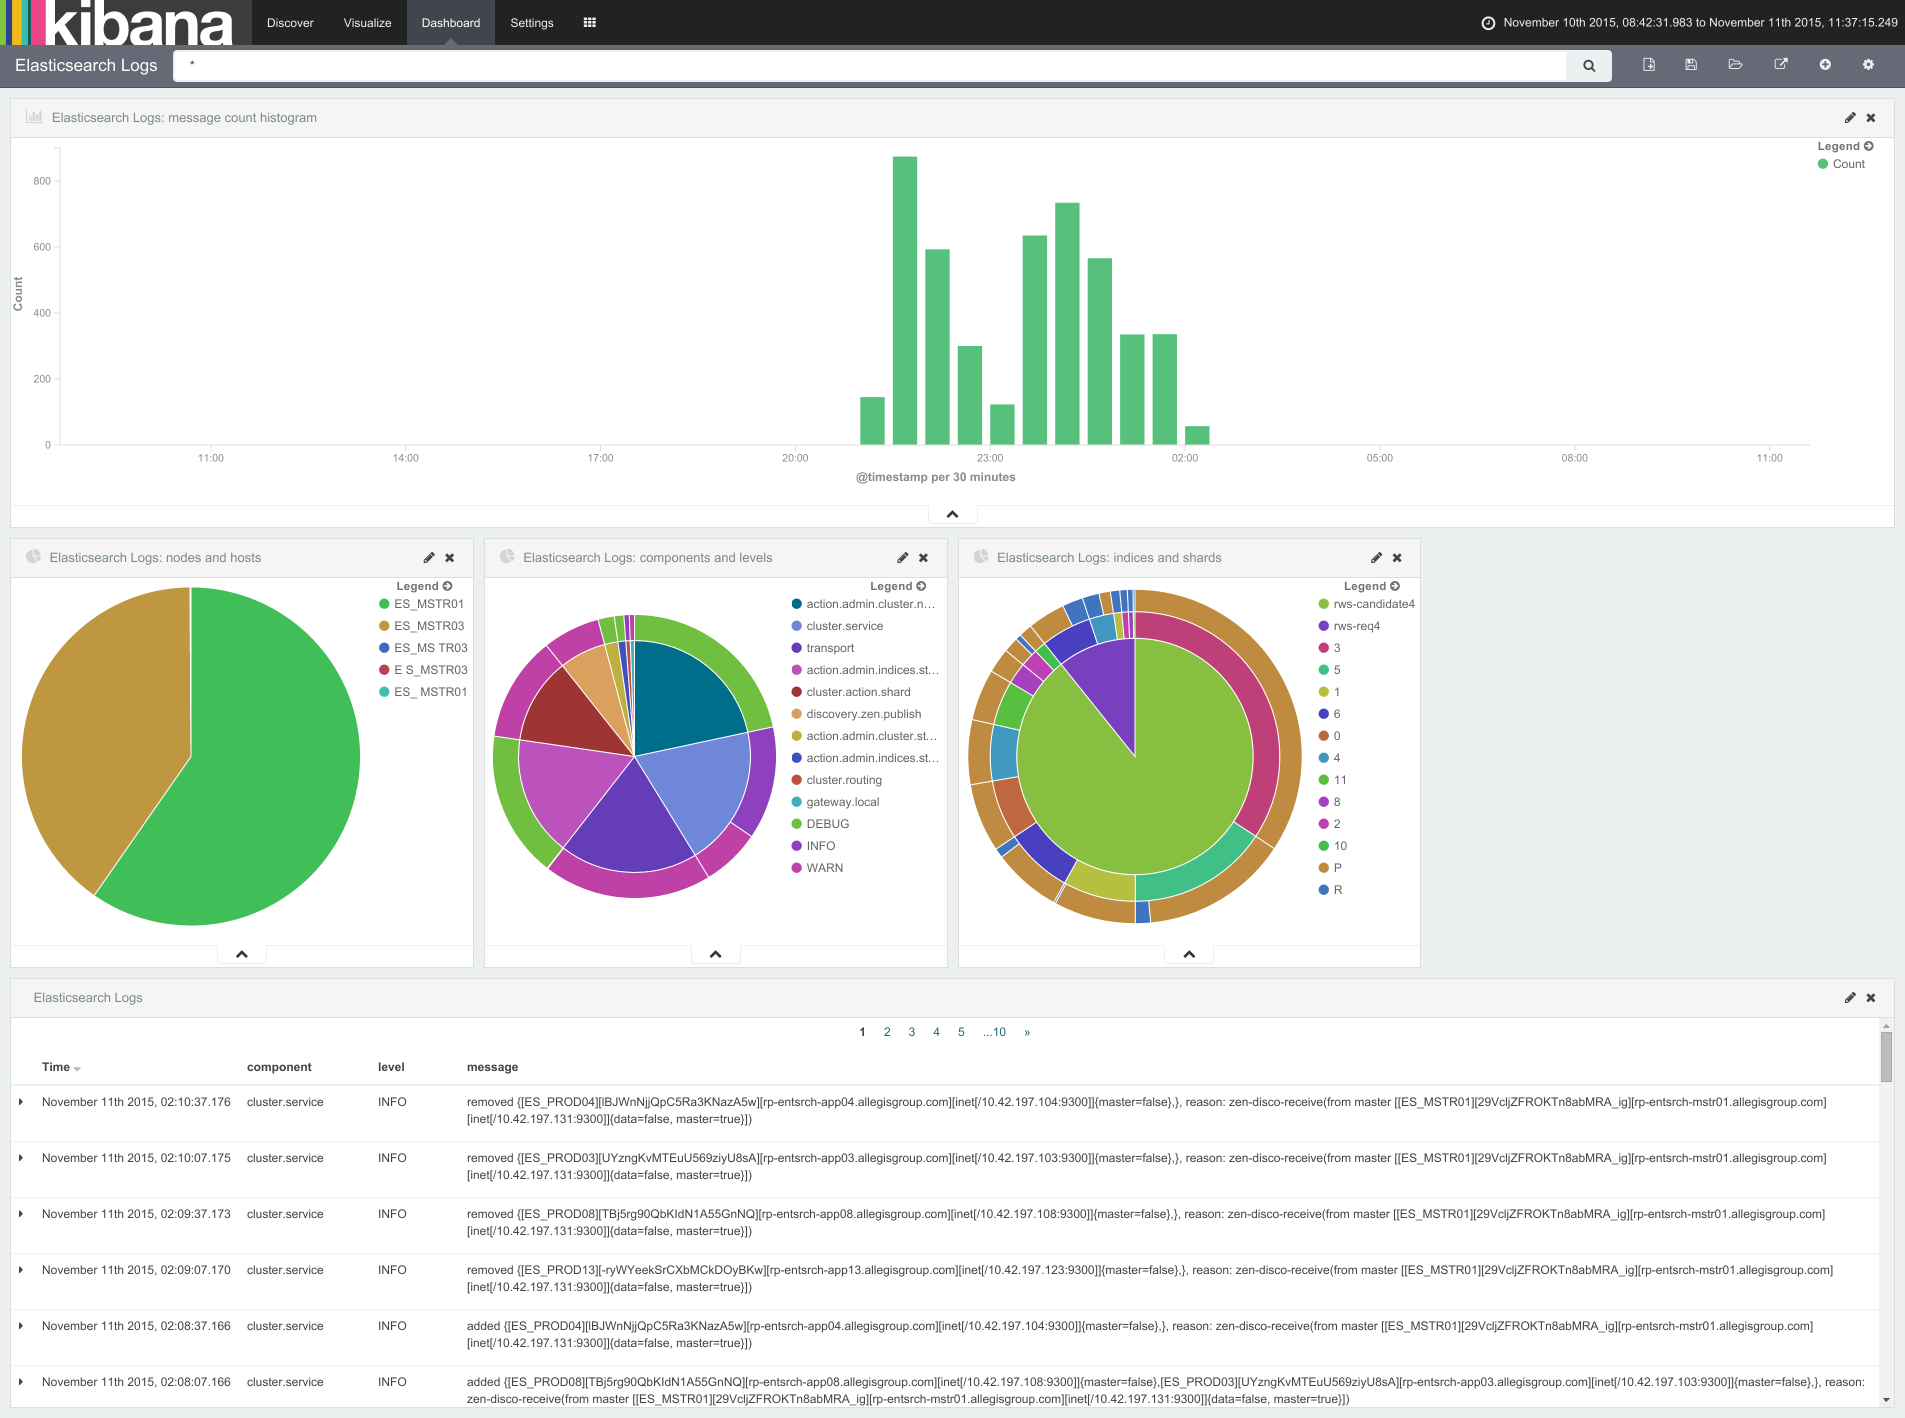 kibana
Discover
Visualize
Dashboard
Settings
November 10th 2015, 08:42:31.983 to November 11th 2015, 11:37:15.249
Elasticsearch Logs
*
Elasticsearch Logs: message count histogram
Legend
Count
Count
800
600
400
200
0
11:00
14:00
17:00
20:00
23:00
02:00
05:00
08:00
11:00
@timestamp per 30 minutes
Elasticsearch Logs: nodes and hosts
Legend
ES_MSTR01
ES_MSTR03
ES_MS TR03
E S_MSTR03
ES_ MSTR01
Elasticsearch Logs: components and levels
Legend
action.admin.cluster.n...
cluster.service
transport
action.admin.indices.st...
cluster.action.shard
discovery.zen.publish
action.admin.cluster.st...
action.admin.indices.st...
cluster.routing
gateway.local
DEBUG
INFO
WARN
Elasticsearch Logs: indices and shards
Legend
rws-candidate4
rws-req4
3
5
1
6
0
4
11
8
2
10
P
R
Elasticsearch Logs
1 2 3 4 5 ...10 »
Time component level message
November 11th 2015, 02:10:37.176 cluster.service INFO removed {[ES_PROD04][IBJWnNjjQpC5Ra3KNazA5w][rp-entsrch-app04.allegisgroup.com][inet[/10.42.197.104:9300]]{master=false},}, reason: zen-disco-receive(from master [[ES_MSTR01][29VcljZFROKTn8abMRA_ig][rp-entsrch-mstr01.allegisgroup.com]
[inet[/10.42.197.131:9300]]{data=false, master=true}])
November 11th 2015, 02:10:07.175 cluster.service INFO removed {[ES_PROD03][UYzngKvMTEuU569ziyU8sA][rp-entsrch-app03.allegisgroup.com][inet[/10.42.197.103:9300]]{master=false},}, reason: zen-disco-receive(from master [[ES_MSTR01][29VcljZFROKTn8abMRA_ig][rp-entsrch-mstr01.allegisgroup.com]
[inet[/10.42.197.131:9300]]{data=false, master=true}])
November 11th 2015, 02:09:37.173 cluster.service INFO removed {[ES_PROD08][TBj5rg90QbKIdN1A55GnNQ][rp-entsrch-app08.allegisgroup.com][inet[/10.42.197.108:9300]]{master=false},}, reason: zen-disco-receive(from master [[ES_MSTR01][29VcljZFROKTn8abMRA_ig][rp-entsrch-mstr01.allegisgroup.com]
[inet[/10.42.197.131:9300]]{data=false, master=true}])
November 11th 2015, 02:09:07.170 cluster.service INFO removed {[ES_PROD13][-ryWYeekSrCXbMCkDOyBKw][rp-entsrch-app13.allegisgroup.com][inet[/10.42.197.123:9300]]{master=false},}, reason: zen-disco-receive(from master [[ES_MSTR01][29VcljZFROKTn8abMRA_ig][rp-entsrch-mstr01.allegisgroup.com]
[inet[/10.42.197.131:9300]]{data=false, master=true}])
November 11th 2015, 02:08:37.166 cluster.service INFO added {[ES_PROD04][IBJWnNjjQpC5Ra3KNazA5w][rp-entsrch-app04.allegisgroup.com][inet[/10.42.197.104:9300]]{master=false},}, reason: zen-disco-receive(from master [[ES_MSTR01][29VcljZFROKTn8abMRA_ig][rp-entsrch-mstr01.allegisgroup.com]
[inet[/10.42.197.131:9300]]{data=false, master=true}])
November 11th 2015, 02:08:07.166 cluster.service INFO added {[ES_PROD08][TBj5rg90QbKIdN1A55GnNQ][rp-entsrch-app08.allegisgroup.com][inet[/10.42.197.108:9300]]{master=false},[ES_PROD03][UYzngKvMTEuU569ziyU8sA][rp-entsrch-app03.allegisgroup.com][inet[/10.42.197.103:9300]]{master=false},}, reason:
zen-disco-receive(from master [[ES_MSTR01][29VcljZFROKTn8abMRA_ig][rp-entsrch-mstr01.allegisgroup.com][inet[/10.42.197.131:9300]]{data=false, master=true}])